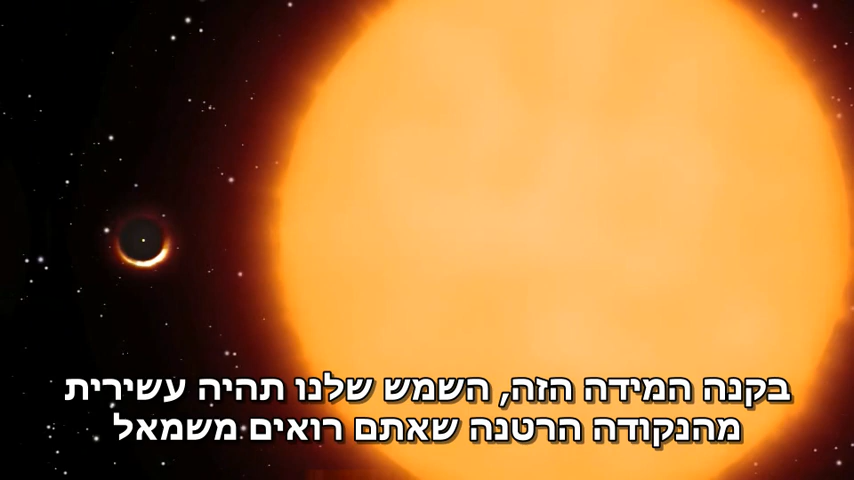 בקנה המידה הזה, השמש שלנו תהיה עשירית
מהנקודה הרטנה שאתם רואים משמאל